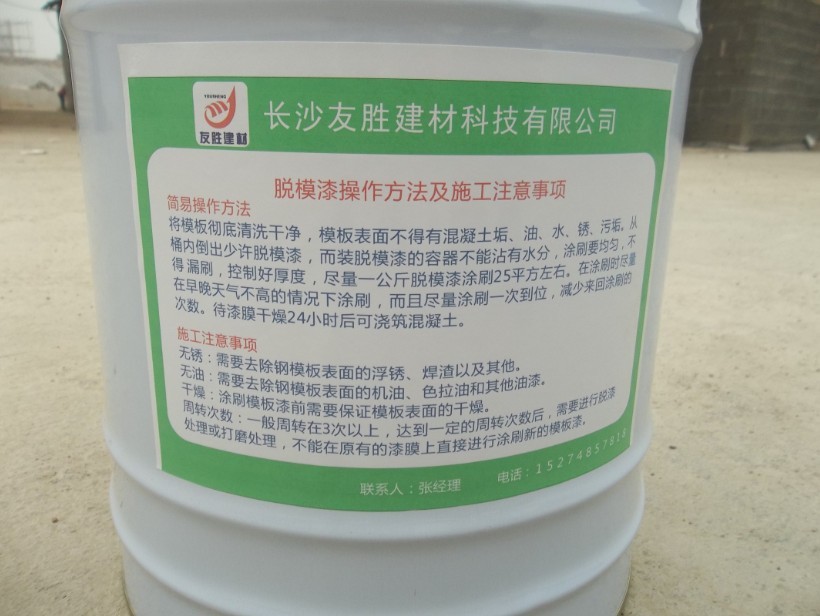 YOUSHENG
友胜建材
长沙友胜建材科技有限公司
脱模漆操作方法及施工注意事项
简易操作方法
将模板彻底清洗干净，模板表面不得有混凝土垢、油、水、锈、污垢。从
桶内倒出少许脱模漆，而装脱模漆的容器不能沾有水分，涂刷要均匀，不
得漏刷，控制好厚度，尽量一公斤脱模漆涂刷25平方左右。在涂刷时尽量
在早晚天气不高的情况下涂刷，而且尽量涂刷一次到位，减少来回涂刷的
次数。待漆膜干燥24小时后可浇筑混凝土。
施工注意事项
无锈：需要去除钢模板表面的浮锈、焊渣以及其他。
无油：需要去除钢模板表面的机油、色拉油和其他油漆。
干燥：涂刷模板漆前需要保证模板表面的干燥。
周转次数：一般周转在3次以上，达到一定的周转次数后，需要进行脱漆
处理或打磨处理，不能在原有的漆膜上直接进行涂刷新的模板漆。
联系人：张经理
电话：15274857818